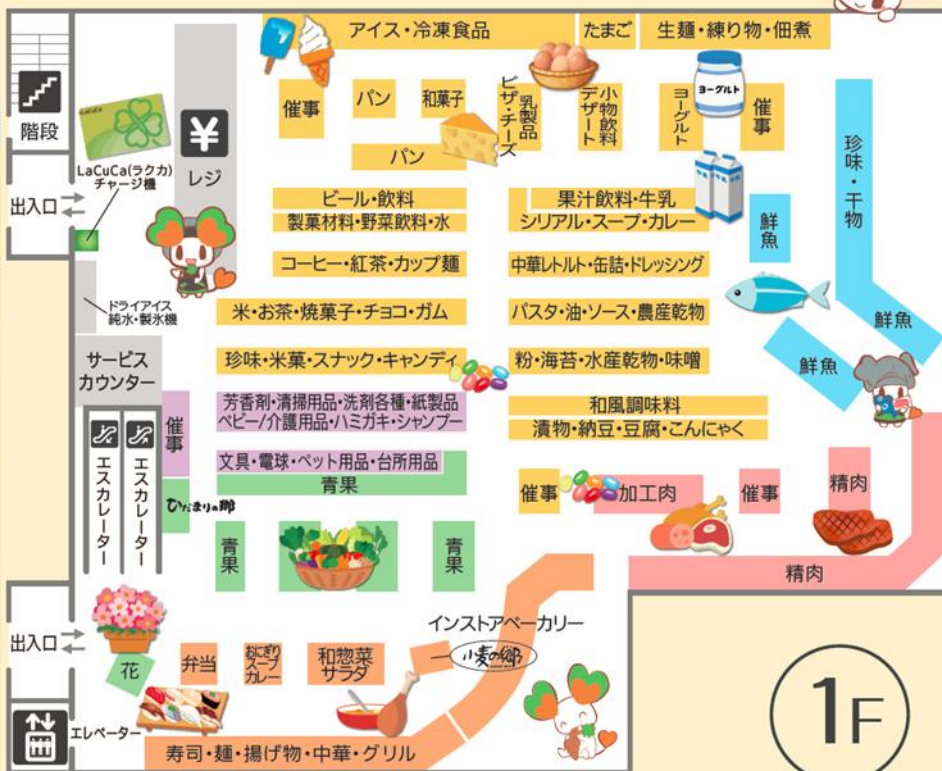 アイス・冷凍食品
たまご
生麺・練り物・佃煮
階段
LaCuCa(ラクカ)
チャージ機
出入口
¥
レジ
催事
パン
和菓子
パン
乳製品
ピザ・チーズ
小物飲料
デザート
ヨーグルト
ヨーグルト
催事
珍味・干物
ビール・飲料
製菓材料・野菜飲料・水
果汁飲料・牛乳
シリアル・スープ・カレー
鮮魚
コーヒー・紅茶・カップ麺
中華レトルト・缶詰・ドレッシング
ドライアイス
純水・製氷機
米・お茶・焼菓子・チョコ・ガム
パスタ・油・ソース・農産乾物
鮮魚
鮮魚
サービス
カウンター
珍味・米菓・スナック・キャンディ
粉・海苔・水産乾物・味噌
催事
芳香剤・清掃用品・洗剤各種・紙製品
ベビー/介護用品・ハミガキ・シャンプー
和風調味料
漬物・納豆・豆腐・こんにゃく
エスカレーター
エスカレーター
文具・電球・ペット用品・台所用品
青果
ひだまりの郷
催事
加工肉
催事
精肉
青果
青果
精肉
出入口
花
弁当
おにぎり
スープ
カレー
和惣菜
サラダ
インストアベーカリー
小麦の郷
エレベーター
寿司・麺・揚げ物・中華・グリル
1F